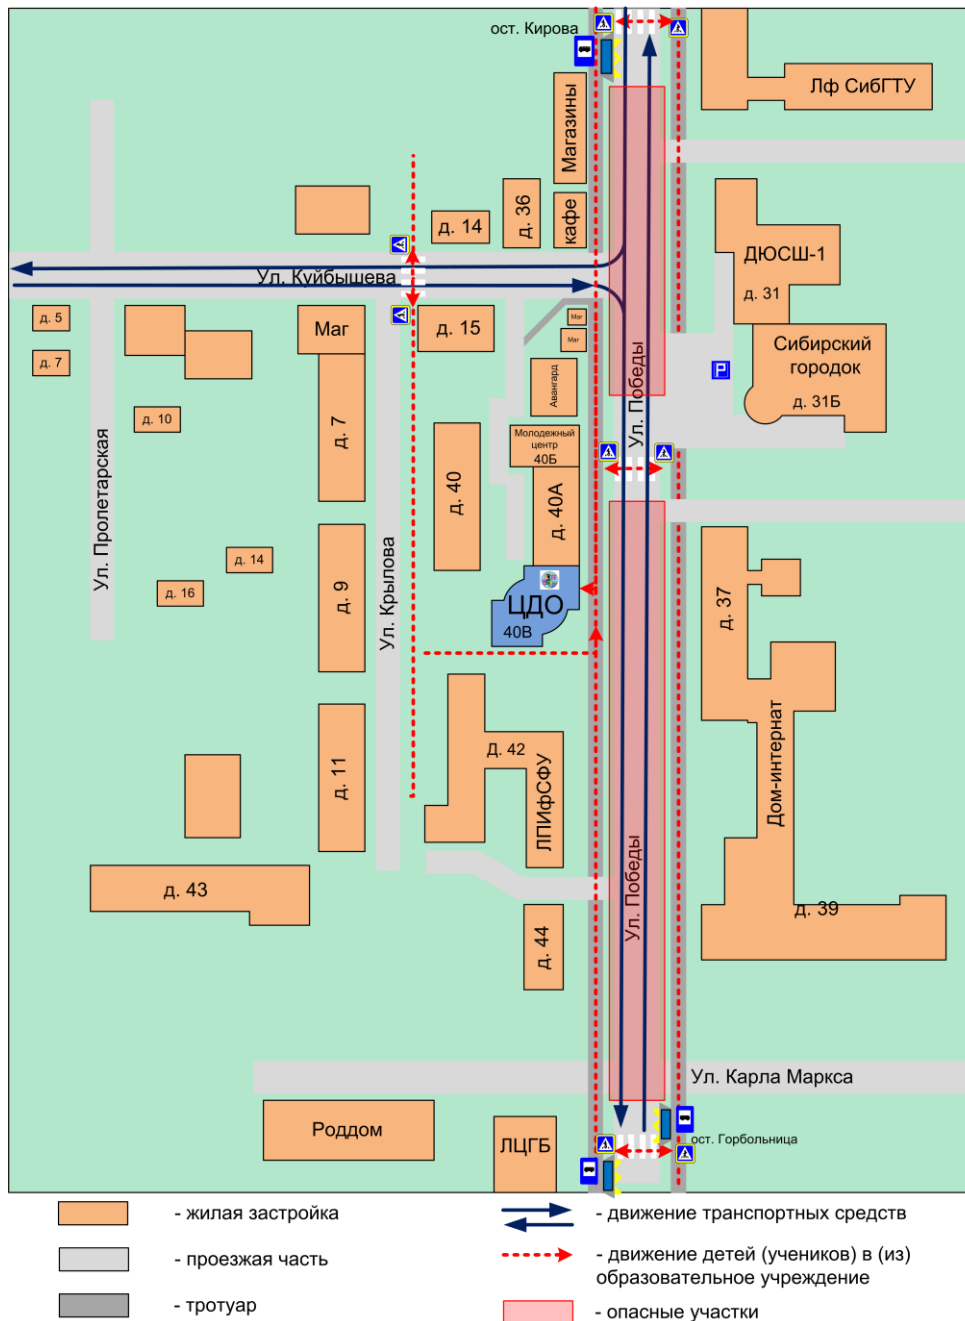 ост. Кирова
Лф СибГТУ
Магазины
д. 36
кафе
д. 14
ДЮСШ-1
д. 31
Ул. Куйбышева
д. 5
д. 7
Маг
д. 15
Маг
Маг
Сибирский
городок
д. 31Б
P
Ул. Победы
Авангард
д. 10
д. 7
Молодежный
центр
40Б
д. 40
д. 40А
Ул. Пролетарская
д. 14
д. 16
д. 9
Ул. Крылова
ЦДО
40В
д. 37
д. 11
Д. 42
ЛПИфСФУ
Дом-интернат
Ул. Победы
д. 43
д. 44
д. 39
Ул. Карла Маркса
Роддом
ЛЦГБ
ост. Горбольница
- жилая застройка
- проезжая часть
- тротуар
- движение транспортных средств
- движение детей (учеников) в (из)
образовательное учреждение
- опасные участки